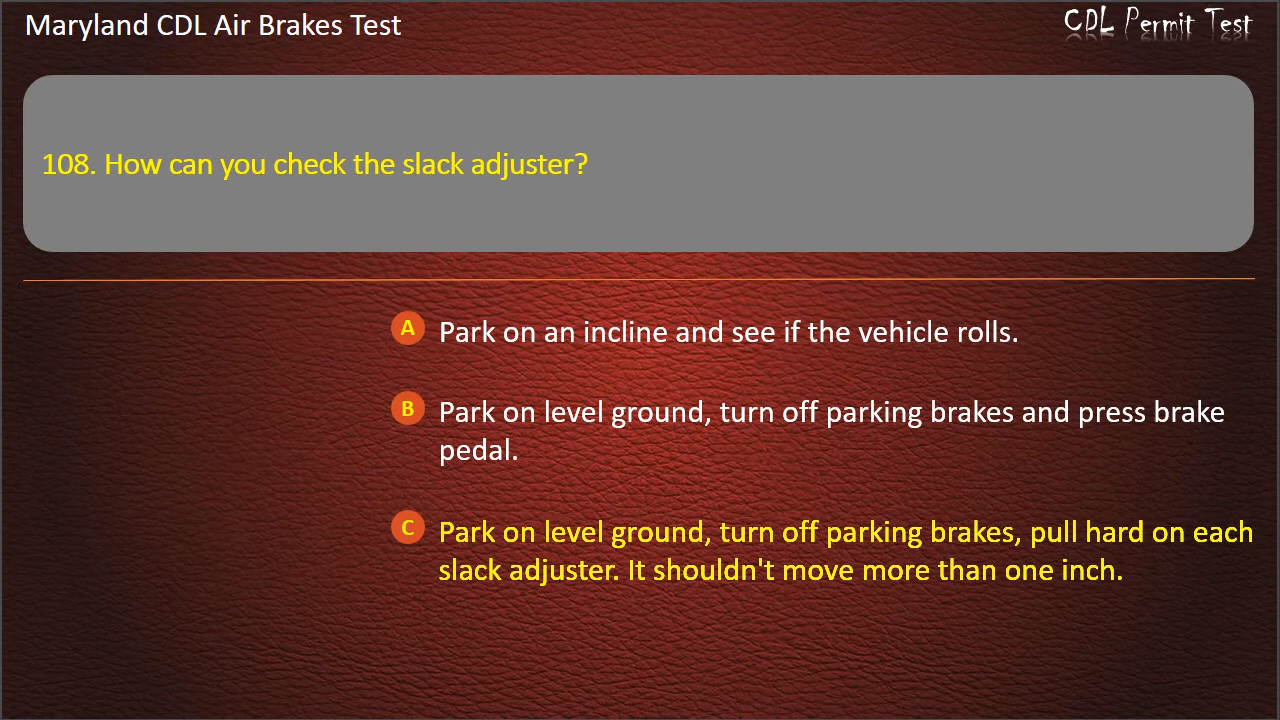 Maryland CDL Air Brakes Test
CDL Permit Test
108. How can you check the slack adjuster?
A Park on an incline and see if the vehicle rolls.
B Park on level ground, turn off parking brakes and press brake
pedal.
C Park on level ground, turn off parking brakes, pull hard on each
slack adjuster. It shouldn't move more than one inch.